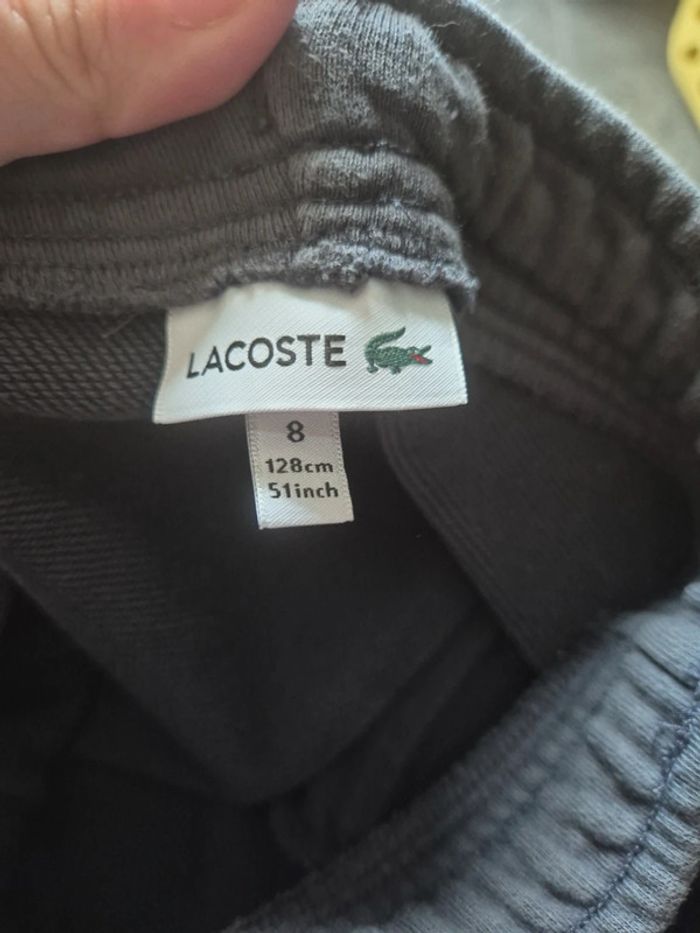 LACOSTE
8
128cm
51inch